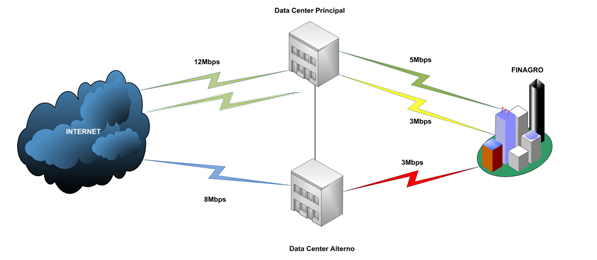 Data Center Principal
12Mbps
5Mbps
FINAGRO
INTERNET
3Mbps
3Mbps
8Mbps
Data Center Alterno